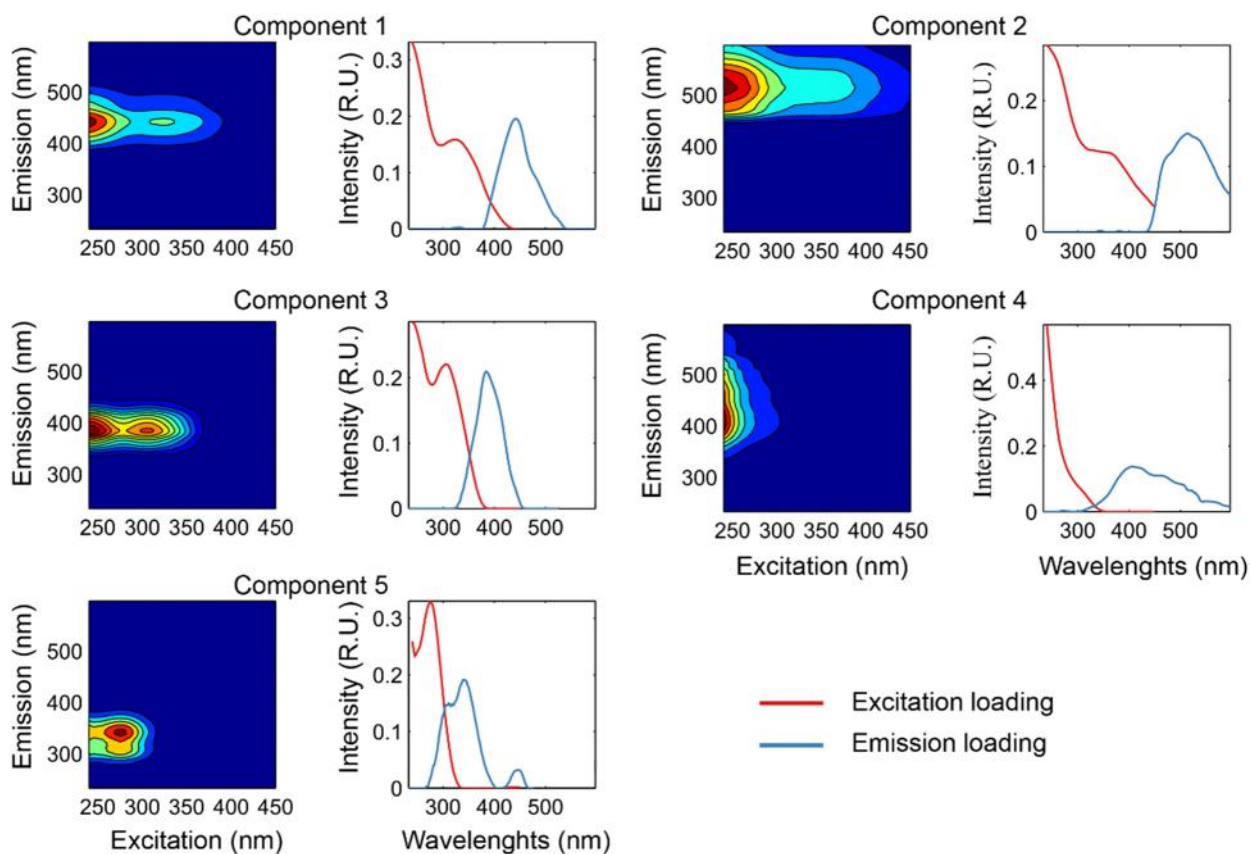 Component 1
Emission (nm)
500
400
300
250 300 350 400 450
Intensity (R.U.)
0.3
0.2
0.1
0
300 400 500
Component 2
Emission (nm)
500
400
300
250 300 350 400 450
Intensity (R.U.)
0.2
0.1
0
300 400 500
Component 3
Emission (nm)
500
400
300
250 300 350 400 450
Intensity (R.U.)
0.2
0.1
0
300 400 500
Component 4
Emission (nm)
500
400
300
250 300 350 400 450
Excitation (nm)
Intensity (R.U.)
0.4
0.2
0
300 400 500
Wavelenghts (nm)
Component 5
Emission (nm)
500
400
300
250 300 350 400 450
Excitation (nm)
Intensity (R.U.)
0.3
0.2
0.1
0
300 400 500
Wavelenghts (nm)
Excitation loading
Emission loading